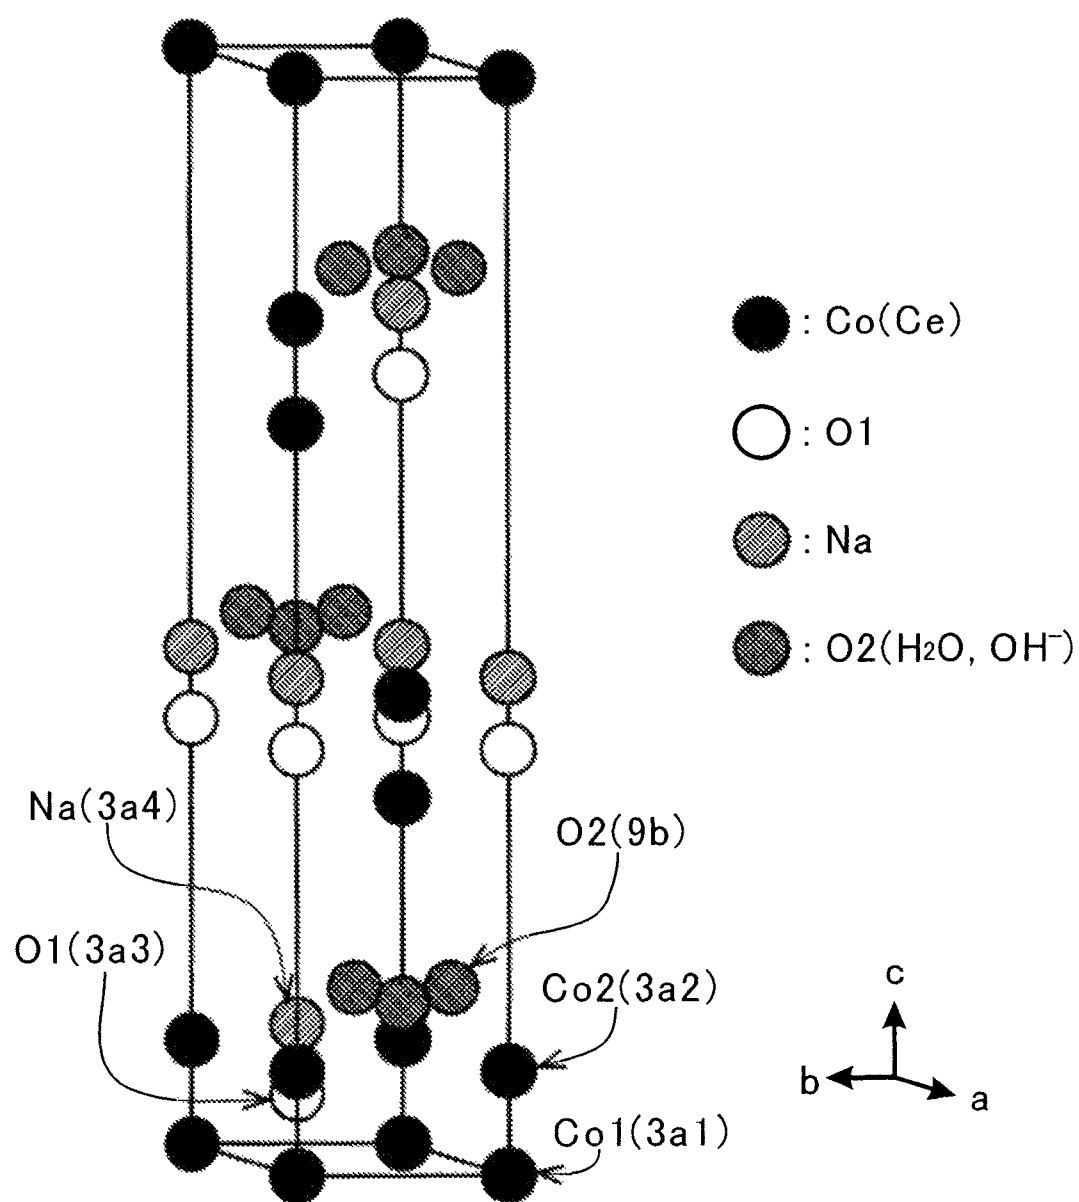 : Co(Ce)
: O1
: Na
: O2(H₂O, OH⁻)
Na(3a4)
O2(9b)
O1(3a3)
Co2(3a2)
Co1(3a1)
c
b
a